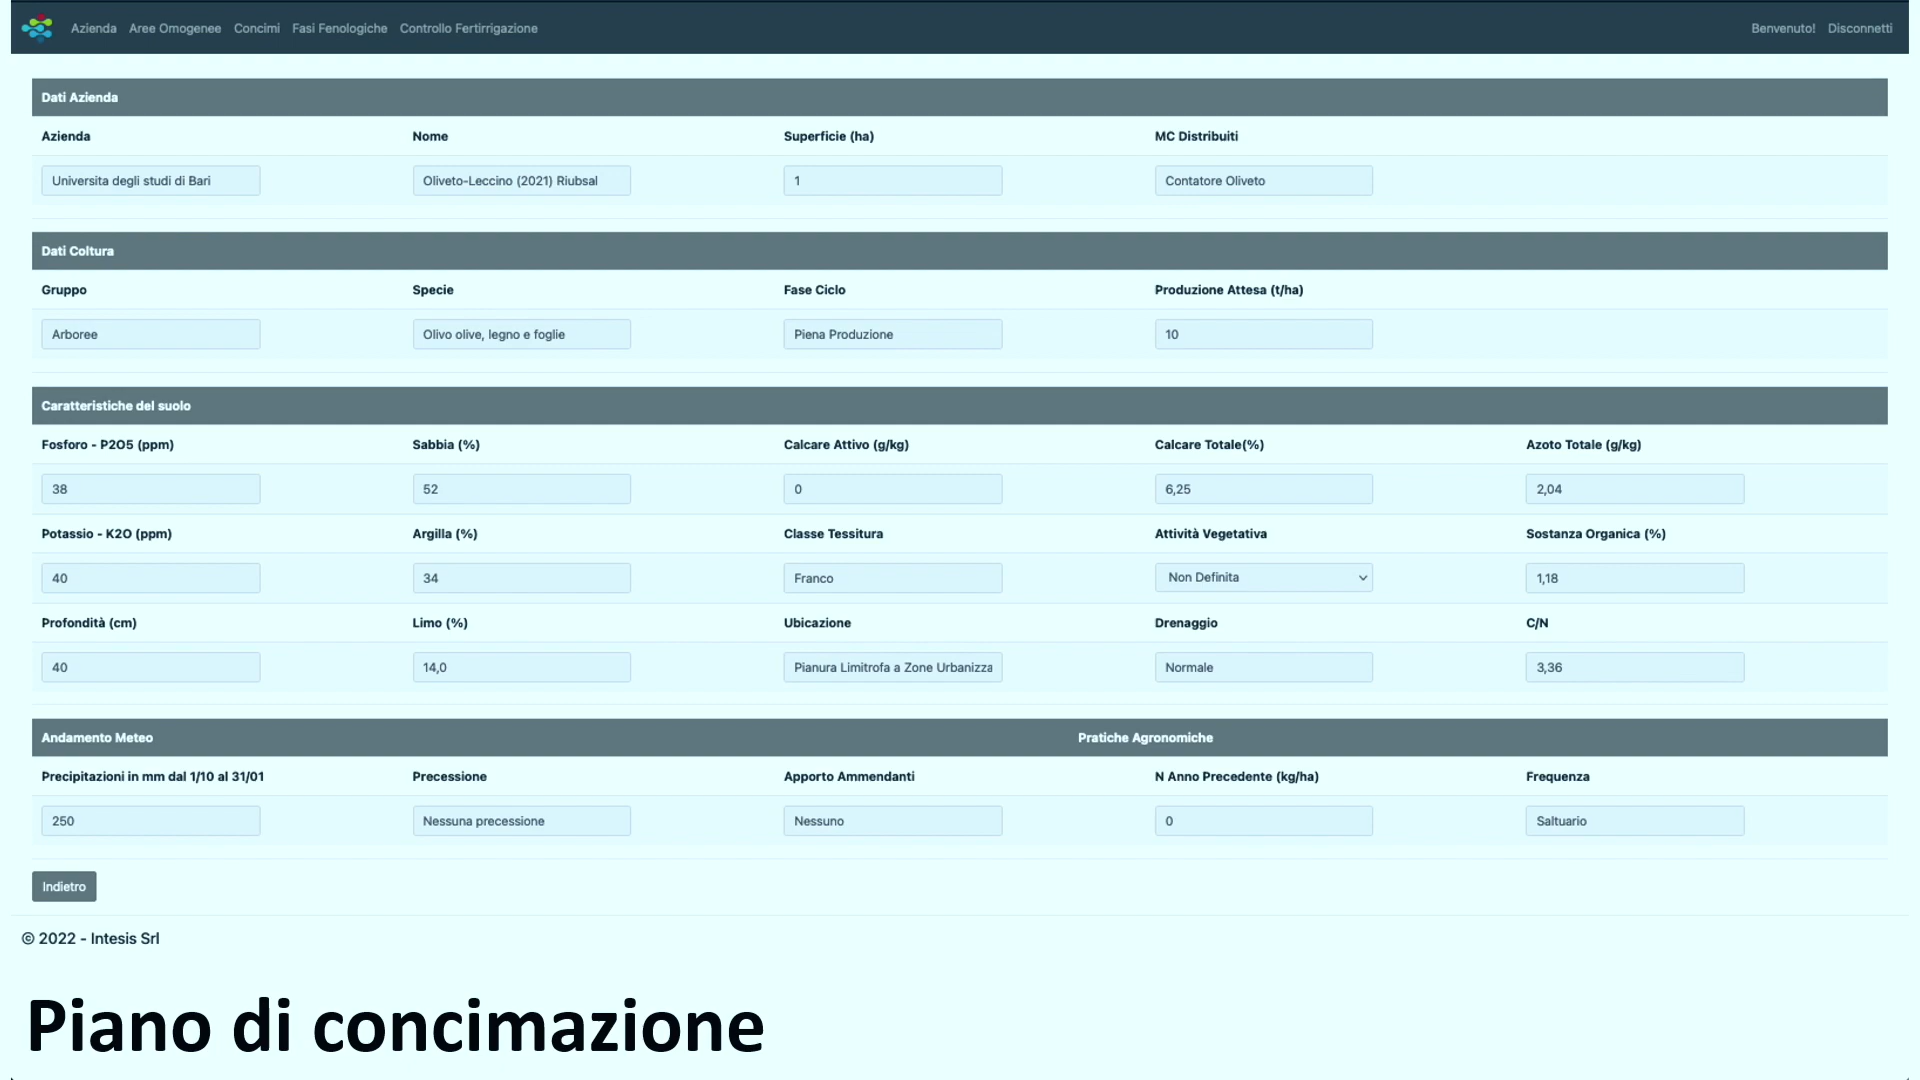 Azienda Aree Omogenee Concimi Fasi Fenologiche Controllo Fertirrigazione Benvenuto! Disconnetti
Dati Azienda
Azienda Nome Superficie (ha) MC Distribuiti
Universita degli studi di Bari Oliveto-Leccino (2021) Riubsal 1 Contatore Oliveto
Dati Coltura
Gruppo Specie Fase Ciclo Produzione Attesa (t/ha)
Arboree Olivo olive, legno e foglie Piena Produzione 10
Caratteristiche del suolo
Fosforo - P2O5 (ppm) Sabbia (%) Calcare Attivo (g/kg) Calcare Totale(%) Azoto Totale (g/kg)
38 52 0 6,25 2,04
Potassio - K2O (ppm) Argilla (%) Classe Tessitura Attività Vegetativa Sostanza Organica (%)
40 34 Franco Non Definita 1,18
Profondità (cm) Limo (%) Ubicazione Drenaggio C/N
40 14,0 Pianura Limitrofa a Zone Urbanizza Normale 3,36
Andamento Meteo Pratiche Agronomiche
Precipitazioni in mm dal 1/10 al 31/01 Precessione Apporto Ammendanti N Anno Precedente (kg/ha) Frequenza
250 Nessuna precessione Nessuno 0 Saltuario
Indietro
© 2022 - Intesis Srl
Piano di concimazione